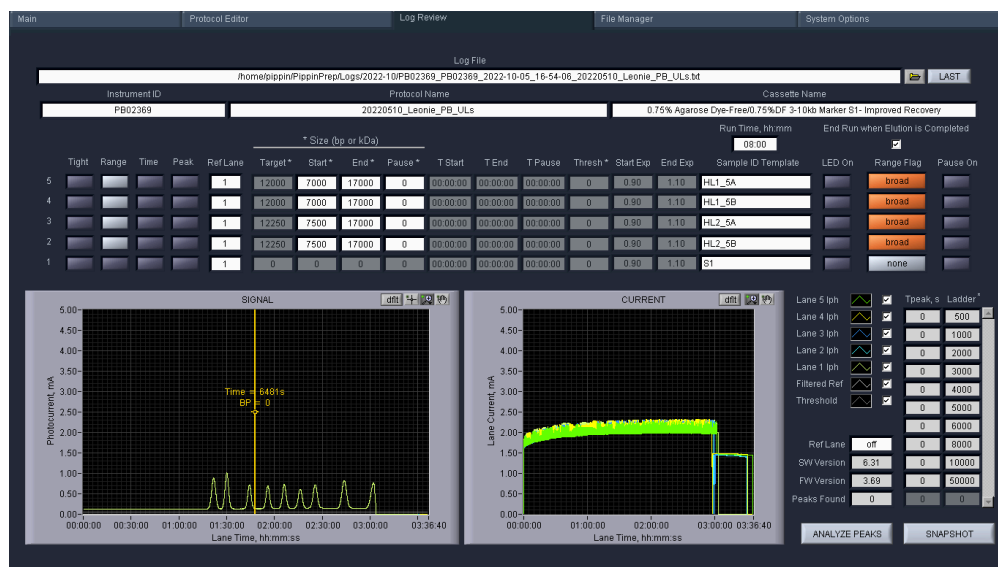 Main Protocol Editor Log Review File Manager System Options
Log File
/home/pippin/PippinPrep/Logs/2022-10/PB02369_PB02369_2022-10-05_16-54-06_20220510_Leonie_PB_ULs.txt LAST
Instrument ID Protocol Name Cassette Name
PB02369 20220510_Leonie_PB_ULs 0.75% Agarose Dye-Free/0.75%DF 3-10kb Marker S1- Improved Recovery
Run Time, hh:mm End Run when Elution is Completed
* Size (bp or kDa) 08:00
Tight Range Time Peak Ref Lane Target * Start * End * Pause * T Start T End T Pause Thresh * Start Exp End Exp Sample ID Template LED On Range Flag Pause On
5 1 12000 7000 17000 0 00:00:00 00:00:00 00:00:00 0 0.90 1.10 HL1_5A broad
4 1 12000 7000 17000 0 00:00:00 00:00:00 00:00:00 0 0.90 1.10 HL1_5B broad
3 1 12250 7500 17000 0 00:00:00 00:00:00 00:00:00 0 0.90 1.10 HL2_5A broad
2 1 12250 7500 17000 0 00:00:00 00:00:00 00:00:00 0 0.90 1.10 HL2_5B broad
1 1 0 0 0 0 00:00:00 00:00:00 00:00:00 0 0.90 1.10 S1 none
SIGNAL dflt
5.00
4.50
4.00
3.50
3.00
2.50
2.00
1.50
1.00
0.50
0.00
Photocurrent, mA
Time = 6481s
BP = 0
00:00:00 00:30:00 01:00:00 01:30:00 02:00:00 02:30:00 03:00:00 03:36:40
Lane Time, hh:mm:ss
CURRENT dflt
5.00
4.50
4.00
3.50
3.00
2.50
2.00
1.50
1.00
0.50
0.00
Lane Current, mA
00:00:00 01:00:00 02:00:00 03:00:00 03:36:40
Lane Time, hh:mm:ss
Lane 5 Iph
Lane 4 Iph
Lane 3 Iph
Lane 2 Iph
Lane 1 Iph
Filtered Ref
Threshold
Ref Lane off
SW Version 6.31
FW Version 3.69
Peaks Found 0
Tpeak, s Ladder *
0 500
0 1000
0 2000
0 3000
0 4000
0 5000
0 6000
0 8000
0 10000
0 50000
0 0
ANALYZE PEAKS SNAPSHOT